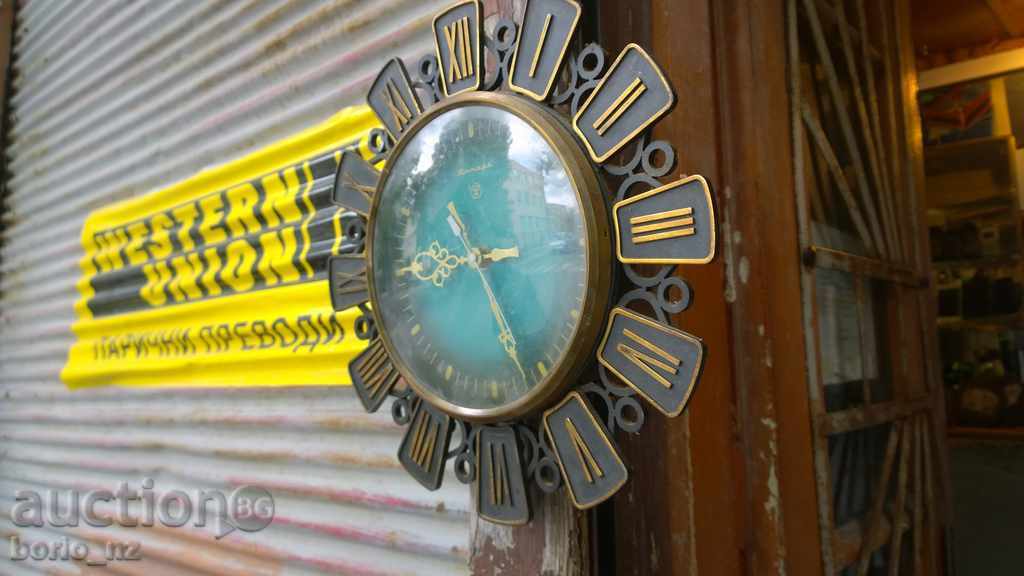 WESTERN
UNION
ПАРИЧНИ ПРЕВОДИ
XII
I
II
III
IIII
V
VI
VII
VIII
IX
X
XI
auction BG
borio_nz